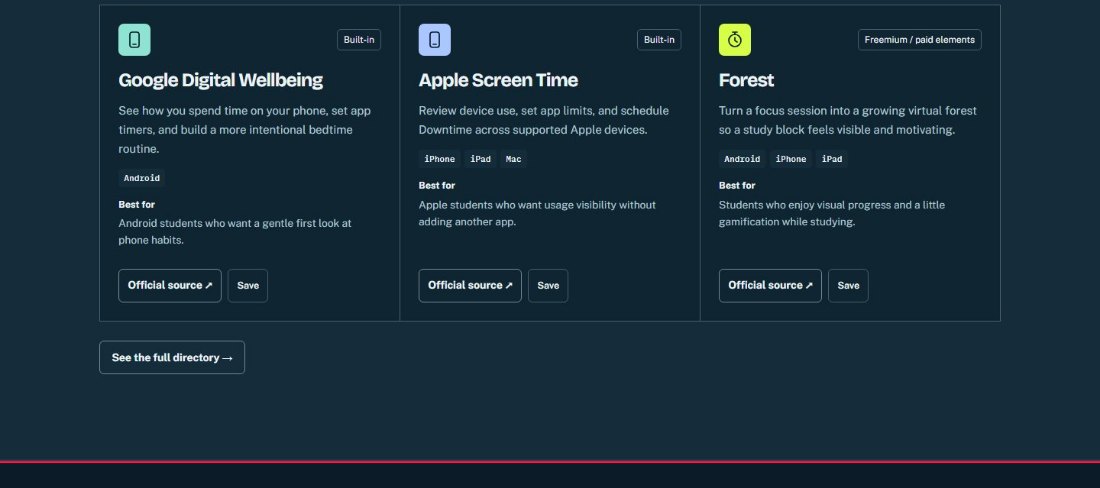 Built-in
Google Digital Wellbeing
See how you spend time on your phone, set app
timers, and build a more intentional bedtime
routine.
Android
Best for
Android students who want a gentle first look at
phone habits.
Official source ↗
Save
Built-in
Apple Screen Time
Review device use, set app limits, and schedule
Downtime across supported Apple devices.
iPhone iPad Mac
Best for
Apple students who want usage visibility without
adding another app.
Official source ↗
Save
Freemium / paid elements
Forest
Turn a focus session into a growing virtual forest
so a study block feels visible and motivating.
Android iPhone iPad
Best for
Students who enjoy visual progress and a little
gamification while studying.
Official source ↗
Save
See the full directory →